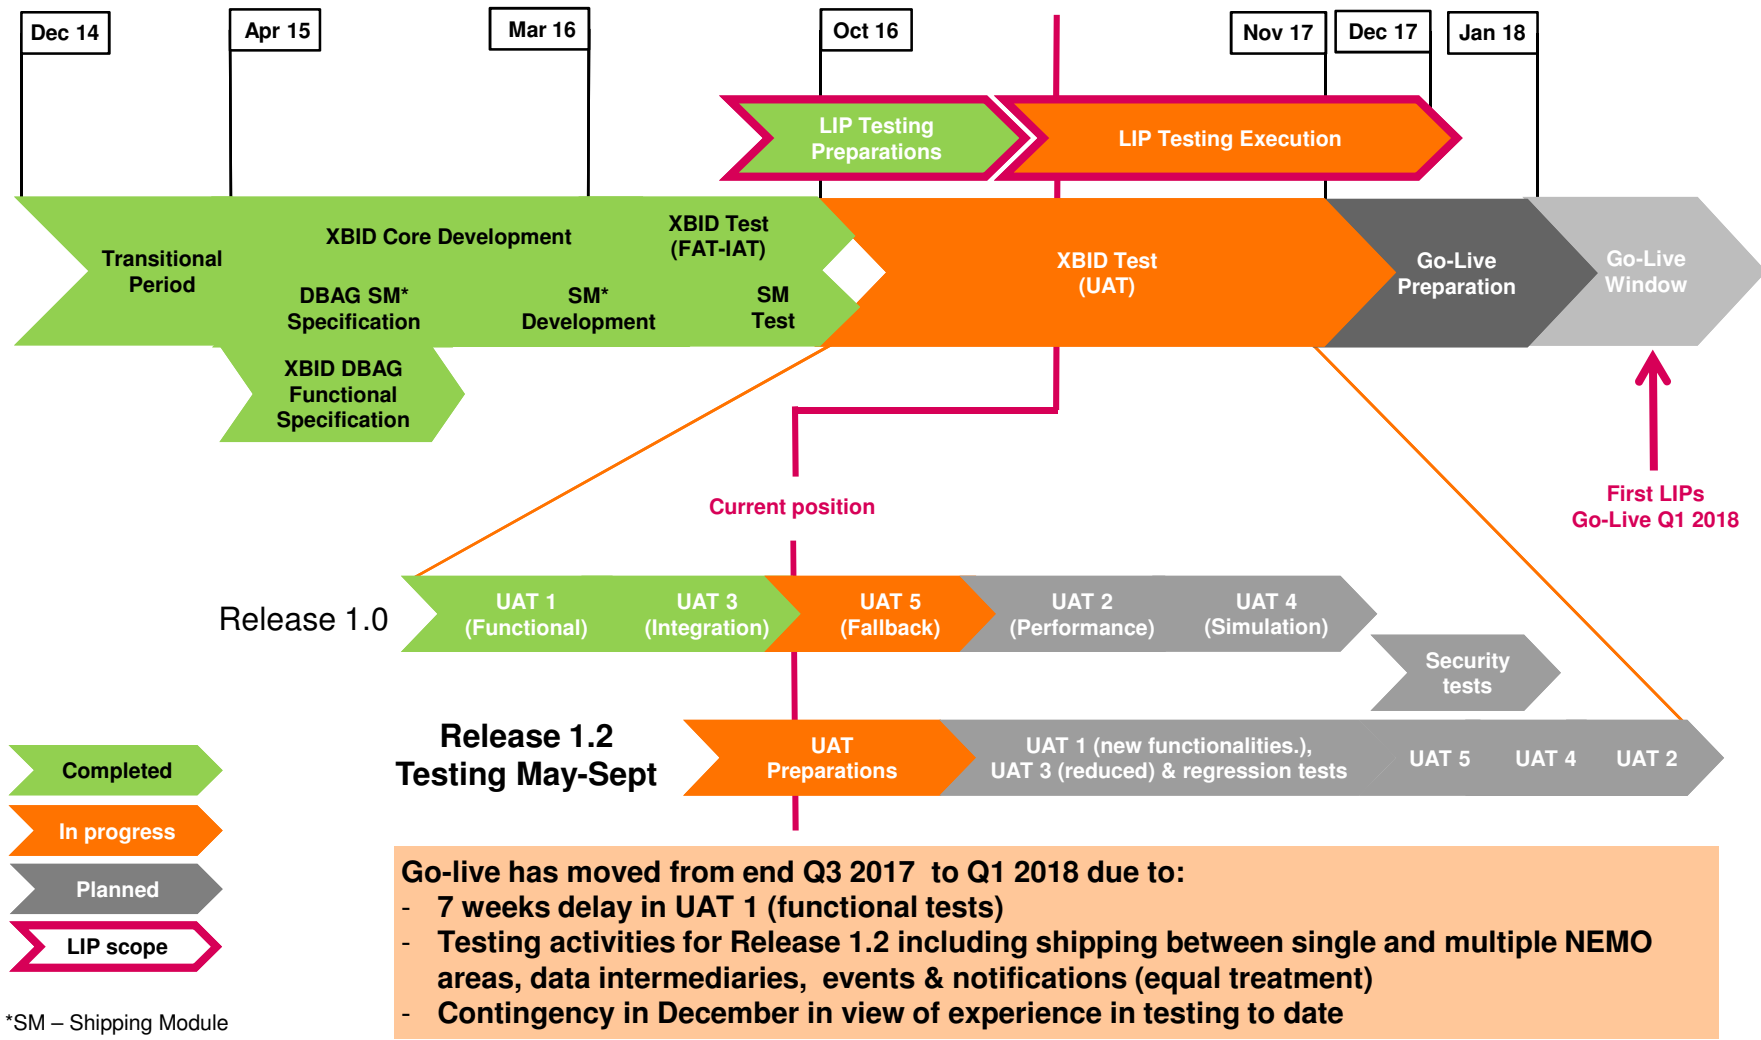 Dec 14
Apr 15
Mar 16
Oct 16
Nov 17
Dec 17
Jan 18
LIP Testing
Preparations
LIP Testing Execution
Transitional
Period
XBID Core Development
XBID Test
(FAT-IAT)
DBAG SM*
Specification
SM*
Development
SM
Test
XBID DBAG
Functional
Specification
XBID Test
(UAT)
Go-Live
Preparation
Go-Live
Window
First LIPs
Go-Live Q1 2018
Current position
Release 1.0
UAT 1
(Functional)
UAT 3
(Integration)
UAT 5
(Fallback)
UAT 2
(Performance)
UAT 4
(Simulation)
Security
tests
Release 1.2
Testing May-Sept
UAT
Preparations
UAT 1 (new functionalities.),
UAT 3 (reduced) & regression tests
UAT 5
UAT 4
UAT 2
Completed
In progress
Planned
LIP scope
*SM – Shipping Module
Go-live has moved from end Q3 2017  to Q1 2018 due to:
- 7 weeks delay in UAT 1 (functional tests)
- Testing activities for Release 1.2 including shipping between single and multiple NEMO
areas, data intermediaries,  events & notifications (equal treatment)
- Contingency in December in view of experience in testing to date